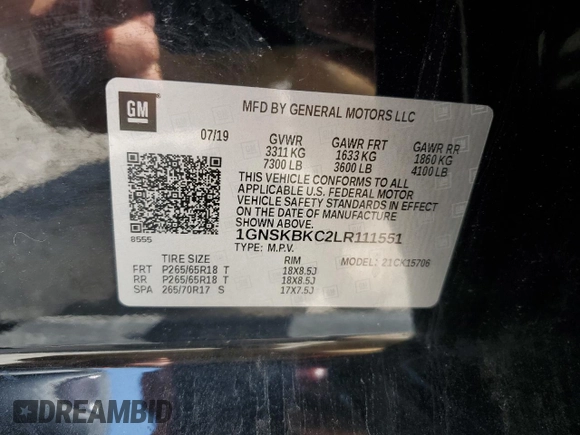 GM
MFD BY GENERAL MOTORS LLC
07/19 GVWR GAWR FRT GAWR RR
3311 KG 1633 KG 1860 KG
7300 LB 3600 LB 4100 LB
THIS VEHICLE CONFORMS TO ALL
APPLICABLE U.S. FEDERAL MOTOR
VEHICLE SAFETY STANDARDS IN EFFECT
ON THE DATE OF MANUFACTURE
SHOWN ABOVE.
1GNSKBKC2LR111551
8555
TYPE: M.P.V. MODEL: 21CK15706
TIRE SIZE RIM
FRT P265/65R18 T 18X8.5J
RR P265/65R18 T 18X8.5J
SPA 265/70R17 S 17X7.5J
DREAMBID